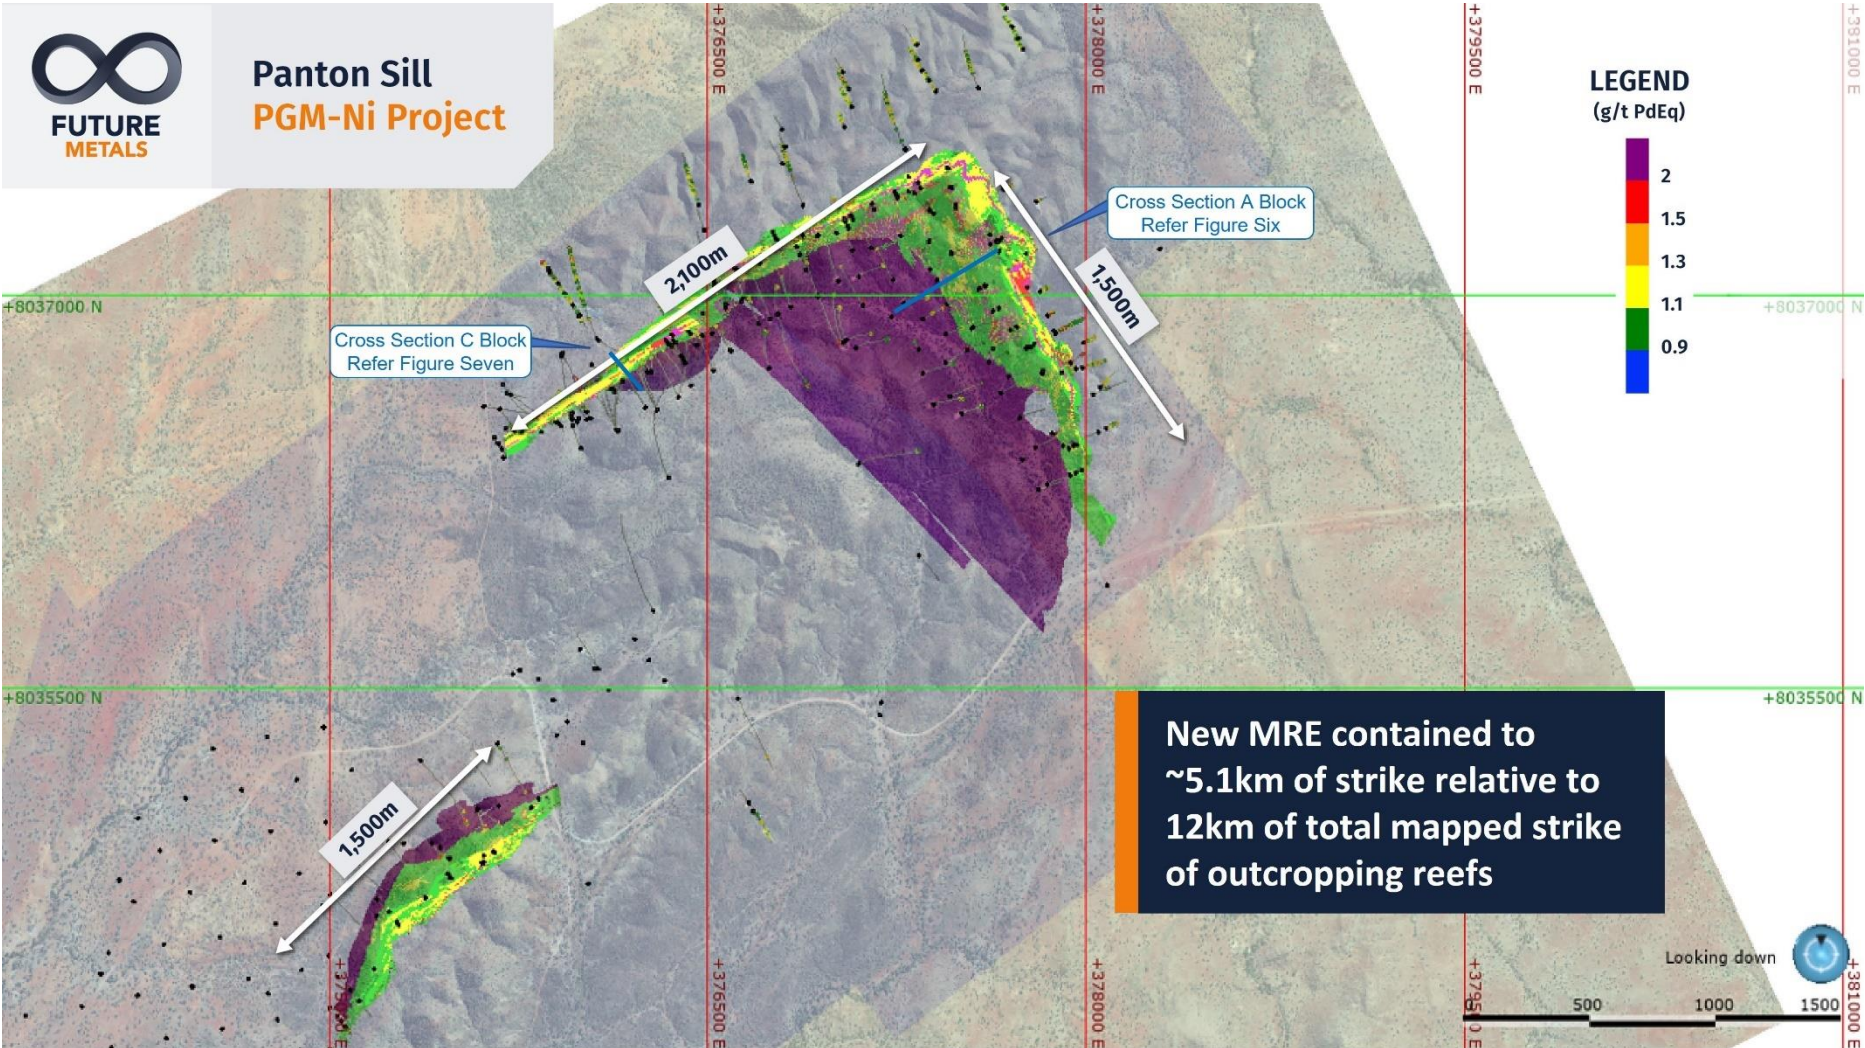 FUTURE
METALS
Panton Sill
PGM-Ni Project
+376500 E
+378000 E
+379500 E
+381000 E
LEGEND
(g/t PdEq)
2
1.5
1.3
1.1
0.9
Cross Section A Block
Refer Figure Six
2,100m
1,500m
+8037000 N
+8037000 N
Cross Section C Block
Refer Figure Seven
+8035500 N
+8035500 N
New MRE contained to
~5.1km of strike relative to
12km of total mapped strike
of outcropping reefs
1,500m
Looking down
+376500 E
+378000 E
+381000 E
0
500
1000
1500